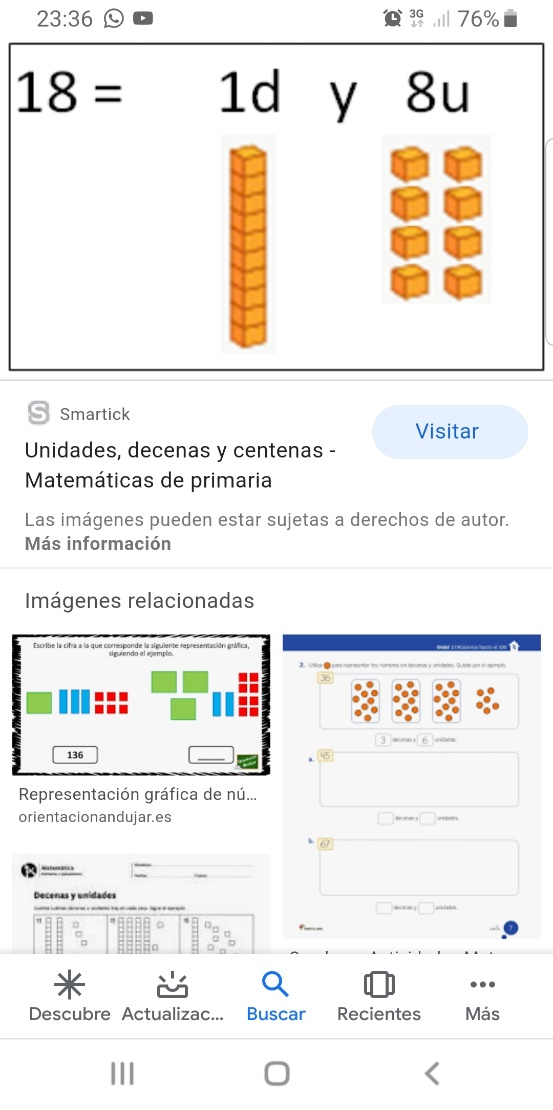 23:36 3G 76%
18 = 1d y 8u
Smartick
Visitar
Unidades, decenas y centenas -
Matemáticas de primaria
Las imágenes pueden estar sujetas a derechos de autor.
Más información
Imágenes relacionadas
Escribe la cifra a la que corresponde la siguiente representación gráfica,
siguiendo el ejemplo.
136
Representación gráfica de nú...
orientacionandujar.es
2.
36
3 decenas y 6 unidades.
a. 45
decenas y unidades.
b. 67
decenas y unidades.
7
Matemática
Decenas y unidades
Descubre Actualizac... Buscar Recientes Más